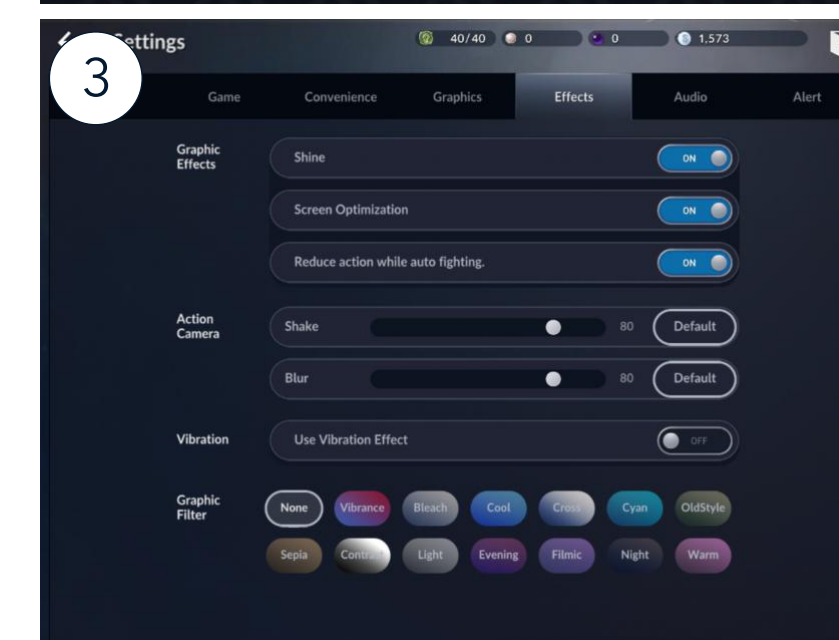 ettings
40/40
0
0
1,573
3
Game
Convenience
Graphics
Effects
Audio
Alert
Graphic
Effects
Shine
ON
Screen Optimization
ON
Reduce action while auto fighting.
ON
Action
Camera
Shake
80
Default
Blur
80
Default
Vibration
Use Vibration Effect
OFF
Graphic
Filter
None
Vibrance
Bleach
Cool
Cross
Cyan
OldStyle
Sepia
Contrast
Light
Evening
Filmic
Night
Warm